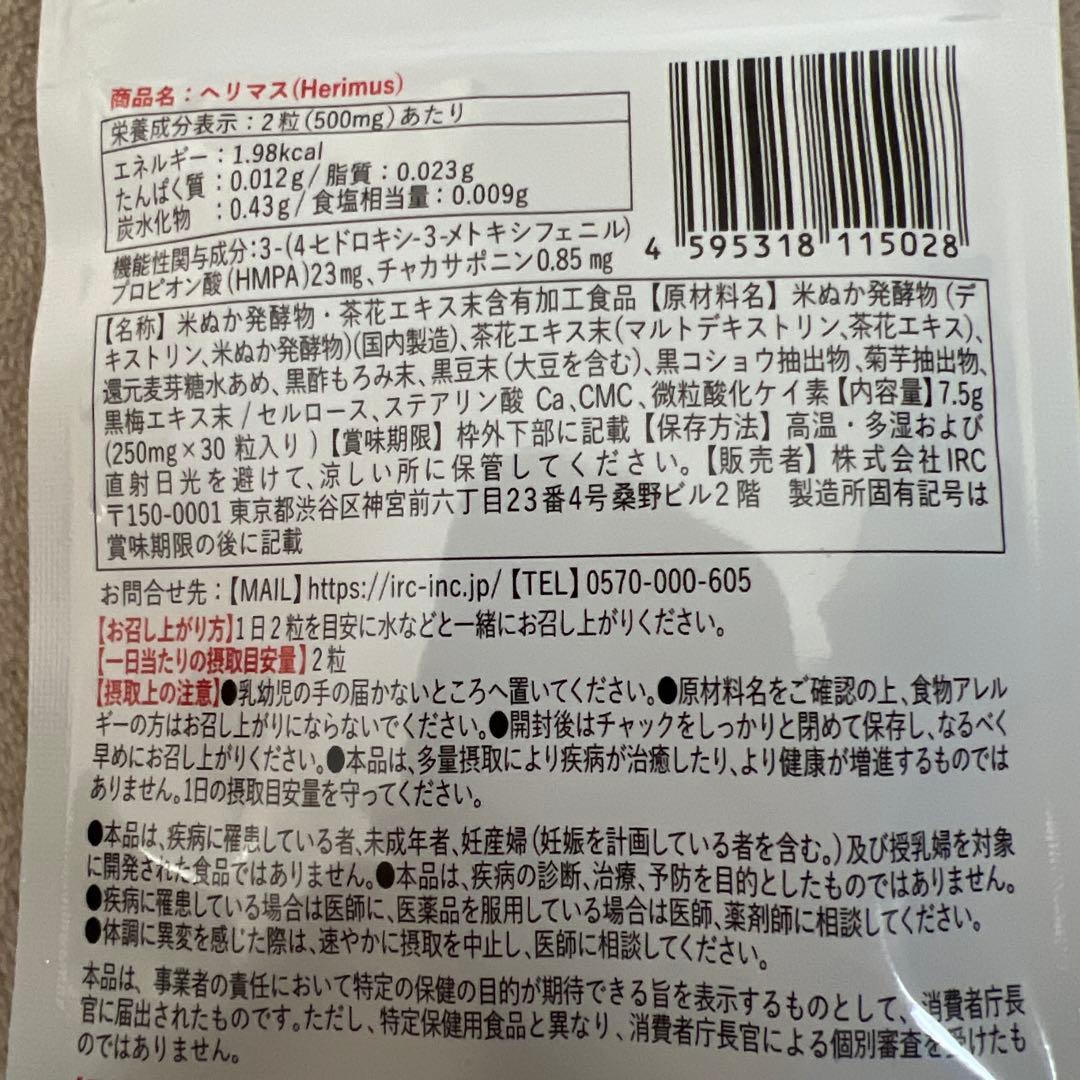 商品名：ヘリマス(Herimus)
栄養成分表示：2粒(500mg)あたり
エネルギー：1.98kcal
たんぱく質：0.012g/脂質：0.023g
炭水化物　：0.43g/食塩相当量：0.009g
4 595318 115028
機能性関与成分:3-(4-ヒドロキシ-3-メトキシフェニル)
プロピオン酸(HMPA)23mg、チャカサポニン0.85mg
【名称】米ぬか発酵物・茶花エキス末含有加工食品【原材料名】米ぬか発酵物(デ
キストリン、米ぬか発酵物)(国内製造)、茶花エキス末(マルトデキストリン、茶花エキス)、
還元麦芽糖水あめ、黒酢もろみ末、黒豆末(大豆を含む)、黒コショウ抽出物、菊芋抽出物、
黒梅エキス末/セルロース、ステアリン酸Ca、CMC、微粒酸化ケイ素【内容量】7.5g
(250mg×30粒入り)【賞味期限】枠外下部に記載【保存方法】高温・多湿および
直射日光を避けて、涼しい所に保管してください。【販売者】株式会社IRC
〒150-0001 東京都渋谷区神宮前六丁目23番4号桑野ビル2階　製造所固有記号は
賞味期限の後に記載
お問合せ先：【MAIL】https://irc-inc.jp/【TEL】0570-000-605
【お召し上がり方】1日2粒を目安に水などと一緒にお召し上がりください。
【一日当たりの摂取目安量】2粒
【摂取上の注意】●乳幼児の手の届かないところへ置いてください。●原材料名をご確認の上、食物アレル
ギーの方はお召し上がりにならないでください。●開封後はチャックをしっかりと閉めて保存し、なるべく
早めにお召し上がりください。●本品は、多量摂取により疾病が治癒したり、より健康が増進するものでは
ありません。1日の摂取目安量を守ってください。
●本品は、疾病に罹患している者、未成年者、妊産婦(妊娠を計画している者を含む。)及び授乳婦を対象
に開発された食品ではありません。●本品は、疾病の診断、治療、予防を目的としたものではありません。
●疾病に罹患している場合は医師に、医薬品を服用している場合は医師、薬剤師に相談してください。
●体調に異変を感じた際は、速やかに摂取を中止し、医師に相談してください。
本品は、事業者の責任において特定の保健の目的が期待できる旨を表示するものとして、消費者庁長
官に届出されたものです。ただし、特定保健用食品と異なり、消費者庁長官による個別審査を受けたも
のではありません。